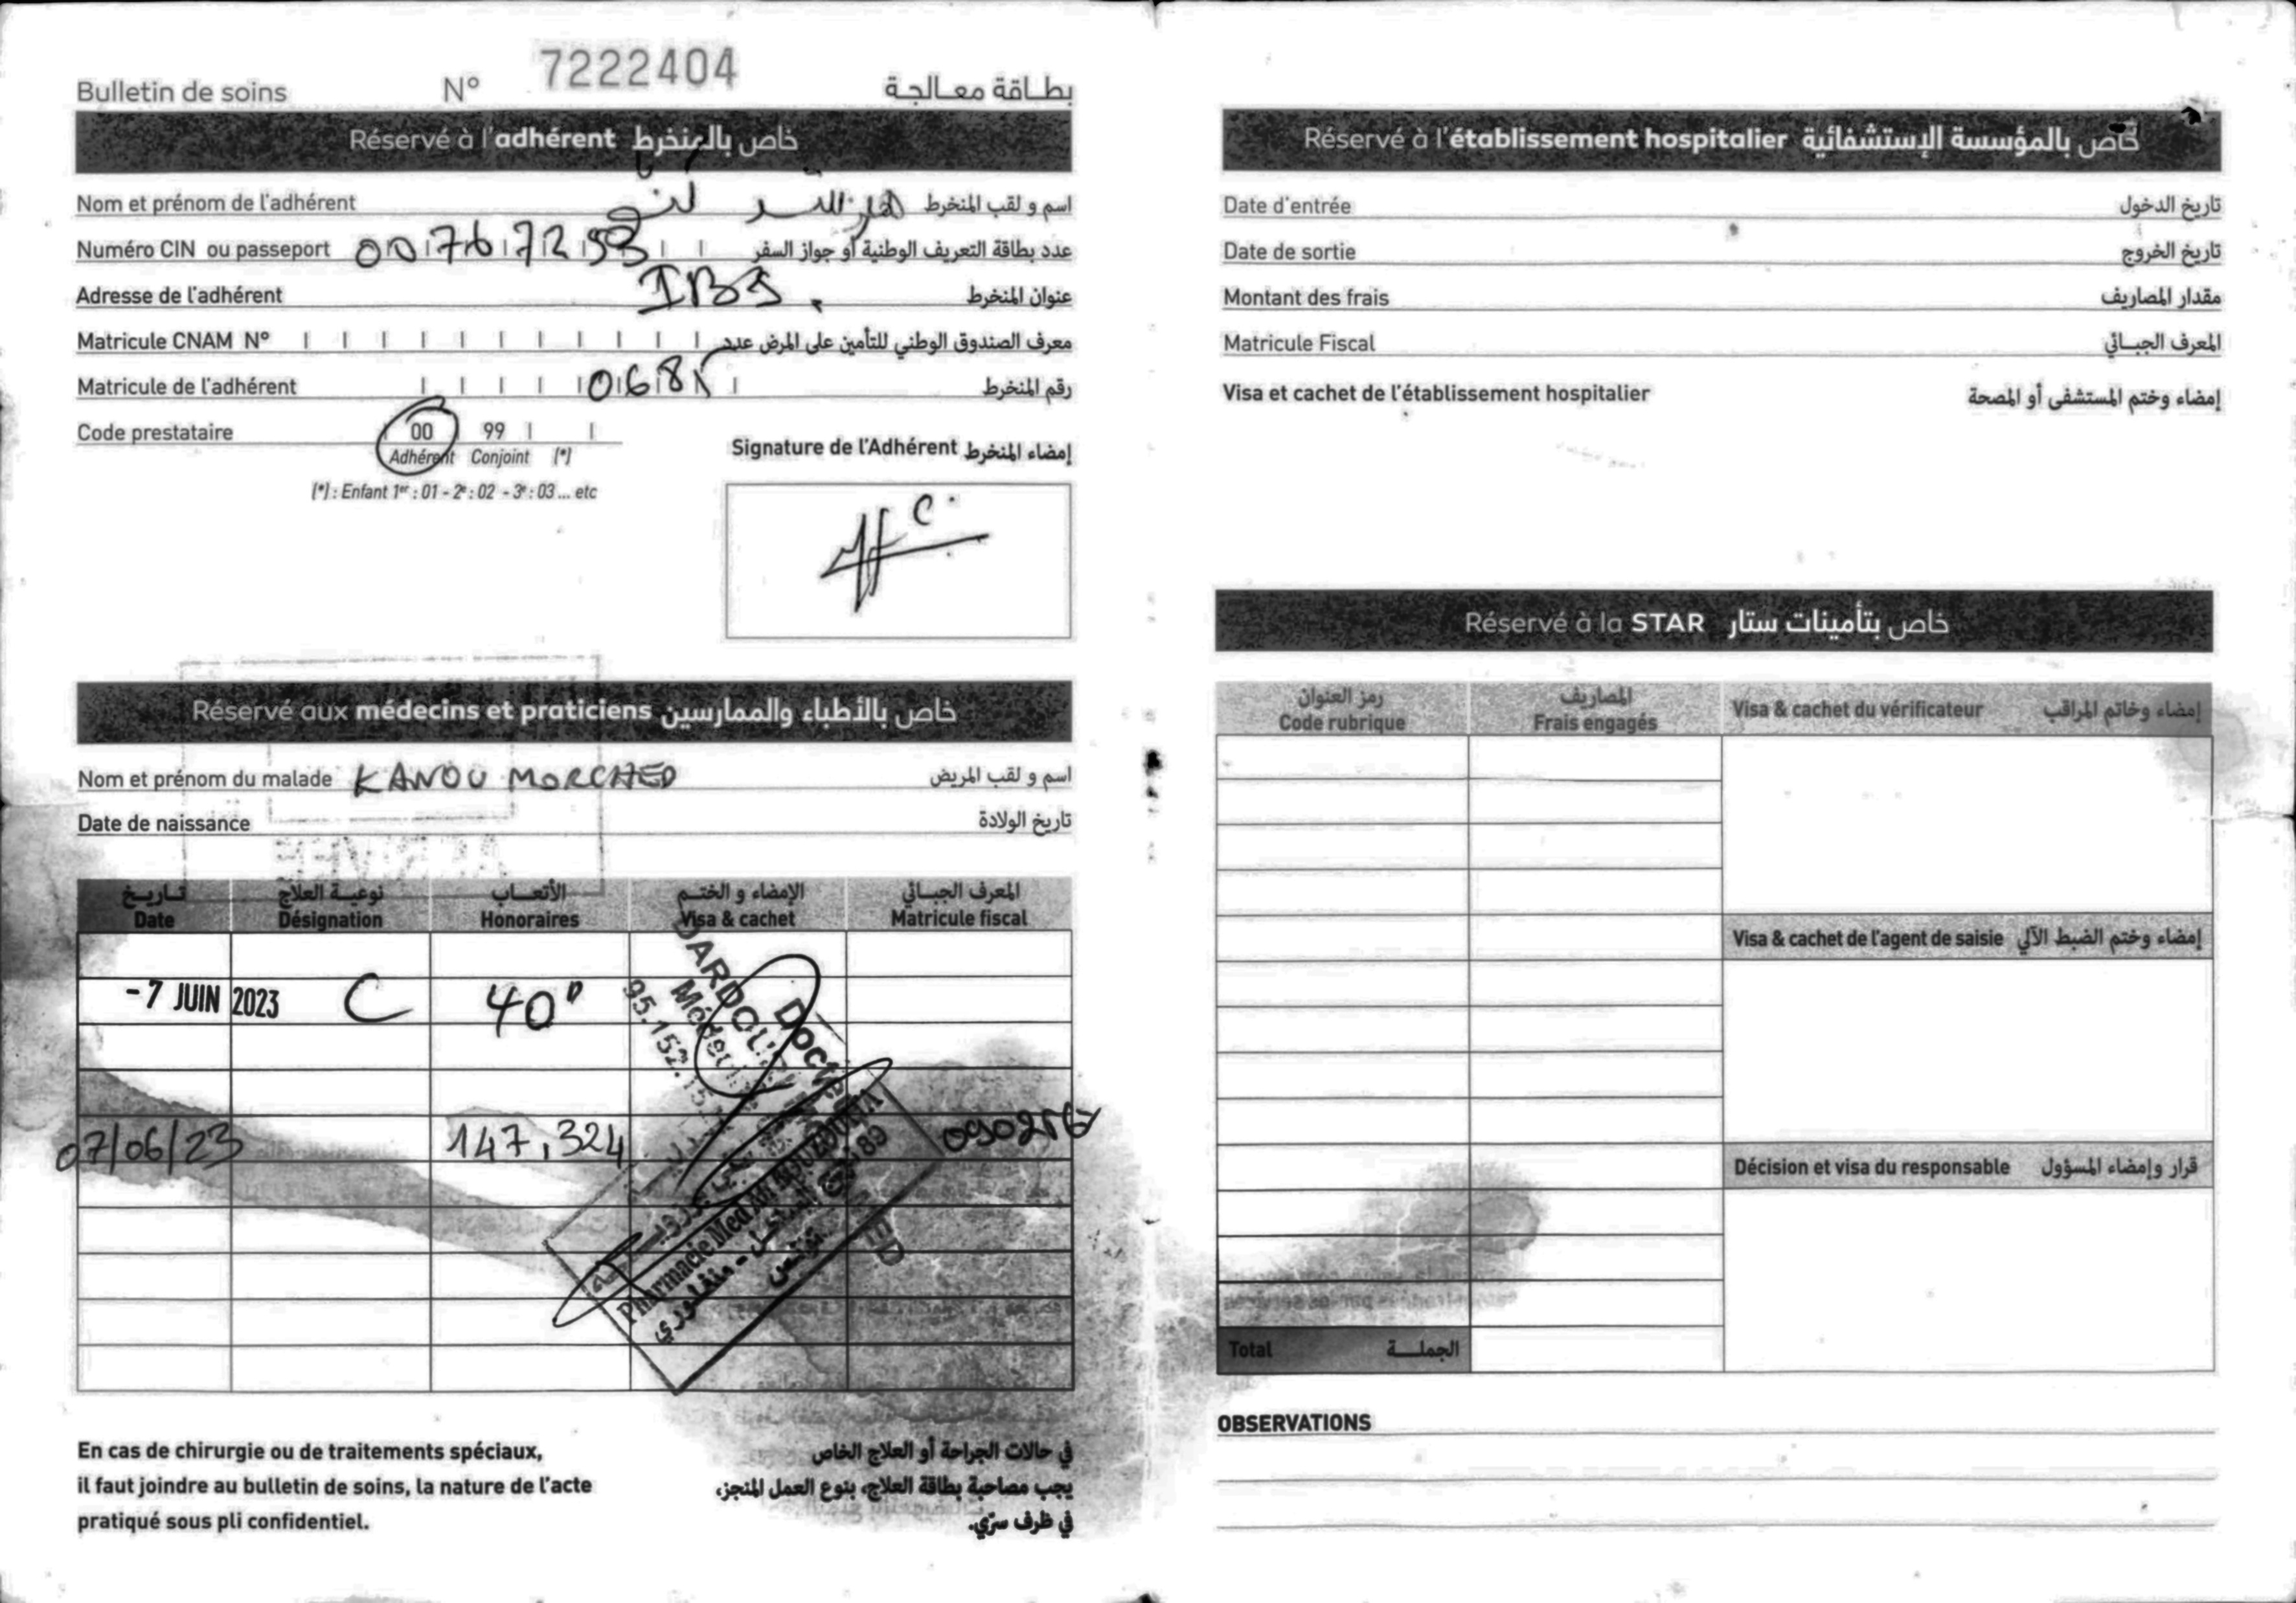 Bulletin de soins N° 7222404 بطاقة معالجة
Réservé à l'adhérent خاص بالمنخرط
Nom et prénom de l'adhérent اسم و لقب المنخرط
Numéro CIN ou passeport 00767253 عدد بطاقة التعريف الوطنية أو جواز السفر
Adresse de l'adhérent IBS. عنوان المنخرط
Matricule CNAM N° معرف الصندوق الوطني للتأمين على المرض عدد
Matricule de l'adhérent 0681 رقم المنخرط
Code prestataire 00 99
Adhérent Conjoint (*)
(*) : Enfant 1er : 01 - 2e : 02 - 3e : 03 ... etc
Signature de l'Adhérent إمضاء المنخرط
Réservé aux médecins et praticiens خاص بالأطباء والممارسين
Nom et prénom du malade KANOU MORCHED اسم و لقب المريض
Date de naissance تاريخ الولادة
تاريخ نوعية العلاج الأتعاب الإمضاء و الختم المعرف الجبائي
Date Désignation Honoraires Visa & cachet Matricule fiscal
- 7 JUIN 2023 C 40D
Docteur
95.152.
07/06/23 147,324
Pharmacie Med
تونس
En cas de chirurgie ou de traitements spéciaux,
il faut joindre au bulletin de soins, la nature de l'acte
pratiqué sous pli confidentiel.
في حالات الجراحة أو العلاج الخاص
يجب مصاحبة بطاقة العلاج، بنوع العمل المنجز،
في ظرف سرّي.
Réservé à l'établissement hospitalier خاص بالمؤسسة الإستشفائية
Date d'entrée تاريخ الدخول
Date de sortie تاريخ الخروج
Montant des frais مقدار المصاريف
Matricule Fiscal المعرف الجبائي
Visa et cachet de l'établissement hospitalier إمضاء وختم المستشفى أو المصحة
Réservé à la STAR خاص بتأمينات ستار
رمز العنوان المصاريف
Code rubrique Frais engagés Visa & cachet du vérificateur إمضاء وخاتم المراقب
Visa & cachet de l'agent de saisie إمضاء وختم الضبط الآلي
Décision et visa du responsable قرار وإمضاء المسؤول
Total الجملة
OBSERVATIONS